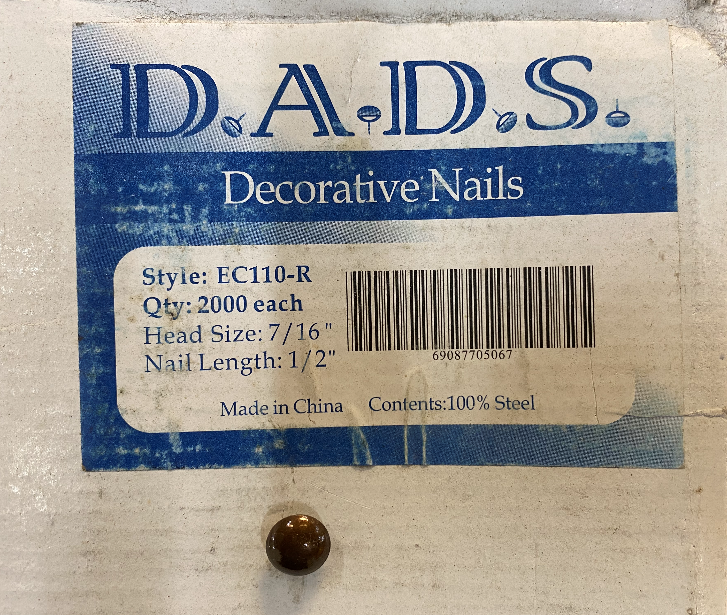 D.A.D.S.
Decorative Nails
Style: EC110-R
Qty: 2000 each
Head Size: 7/16"
Nail Length: 1/2"
69087705067
Made in China Contents:100% Steel